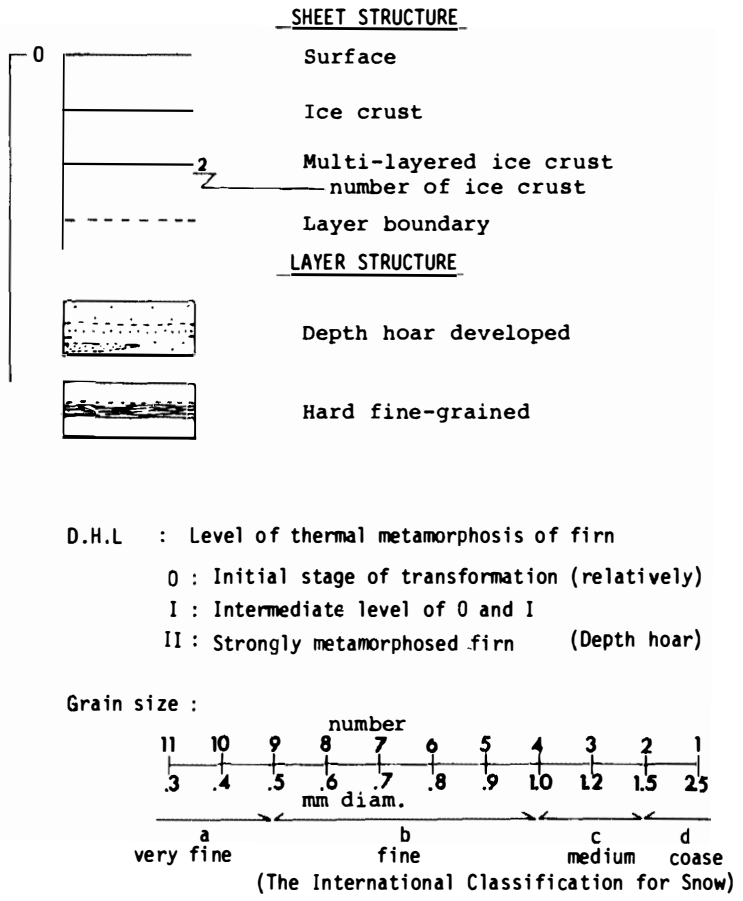 SHEET STRUCTURE
0 Surface
Ice crust
2 Multi-layered ice crust
number of ice crust
Layer boundary
LAYER STRUCTURE
Depth hoar developed
Hard fine-grained
D.H.L : Level of thermal metamorphosis of firn
0 : Initial stage of transformation (relatively)
I : Intermediate level of 0 and I
II : Strongly metamorphosed firn (Depth hoar)
Grain size :
number
11 10 9 8 7 6 5 4 3 2 1
.3 .4 .5 .6 .7 .8 .9 1.0 1.2 1.5 2.5
mm diam.
a b c d
very fine fine medium coase
(The International Classification for Snow)